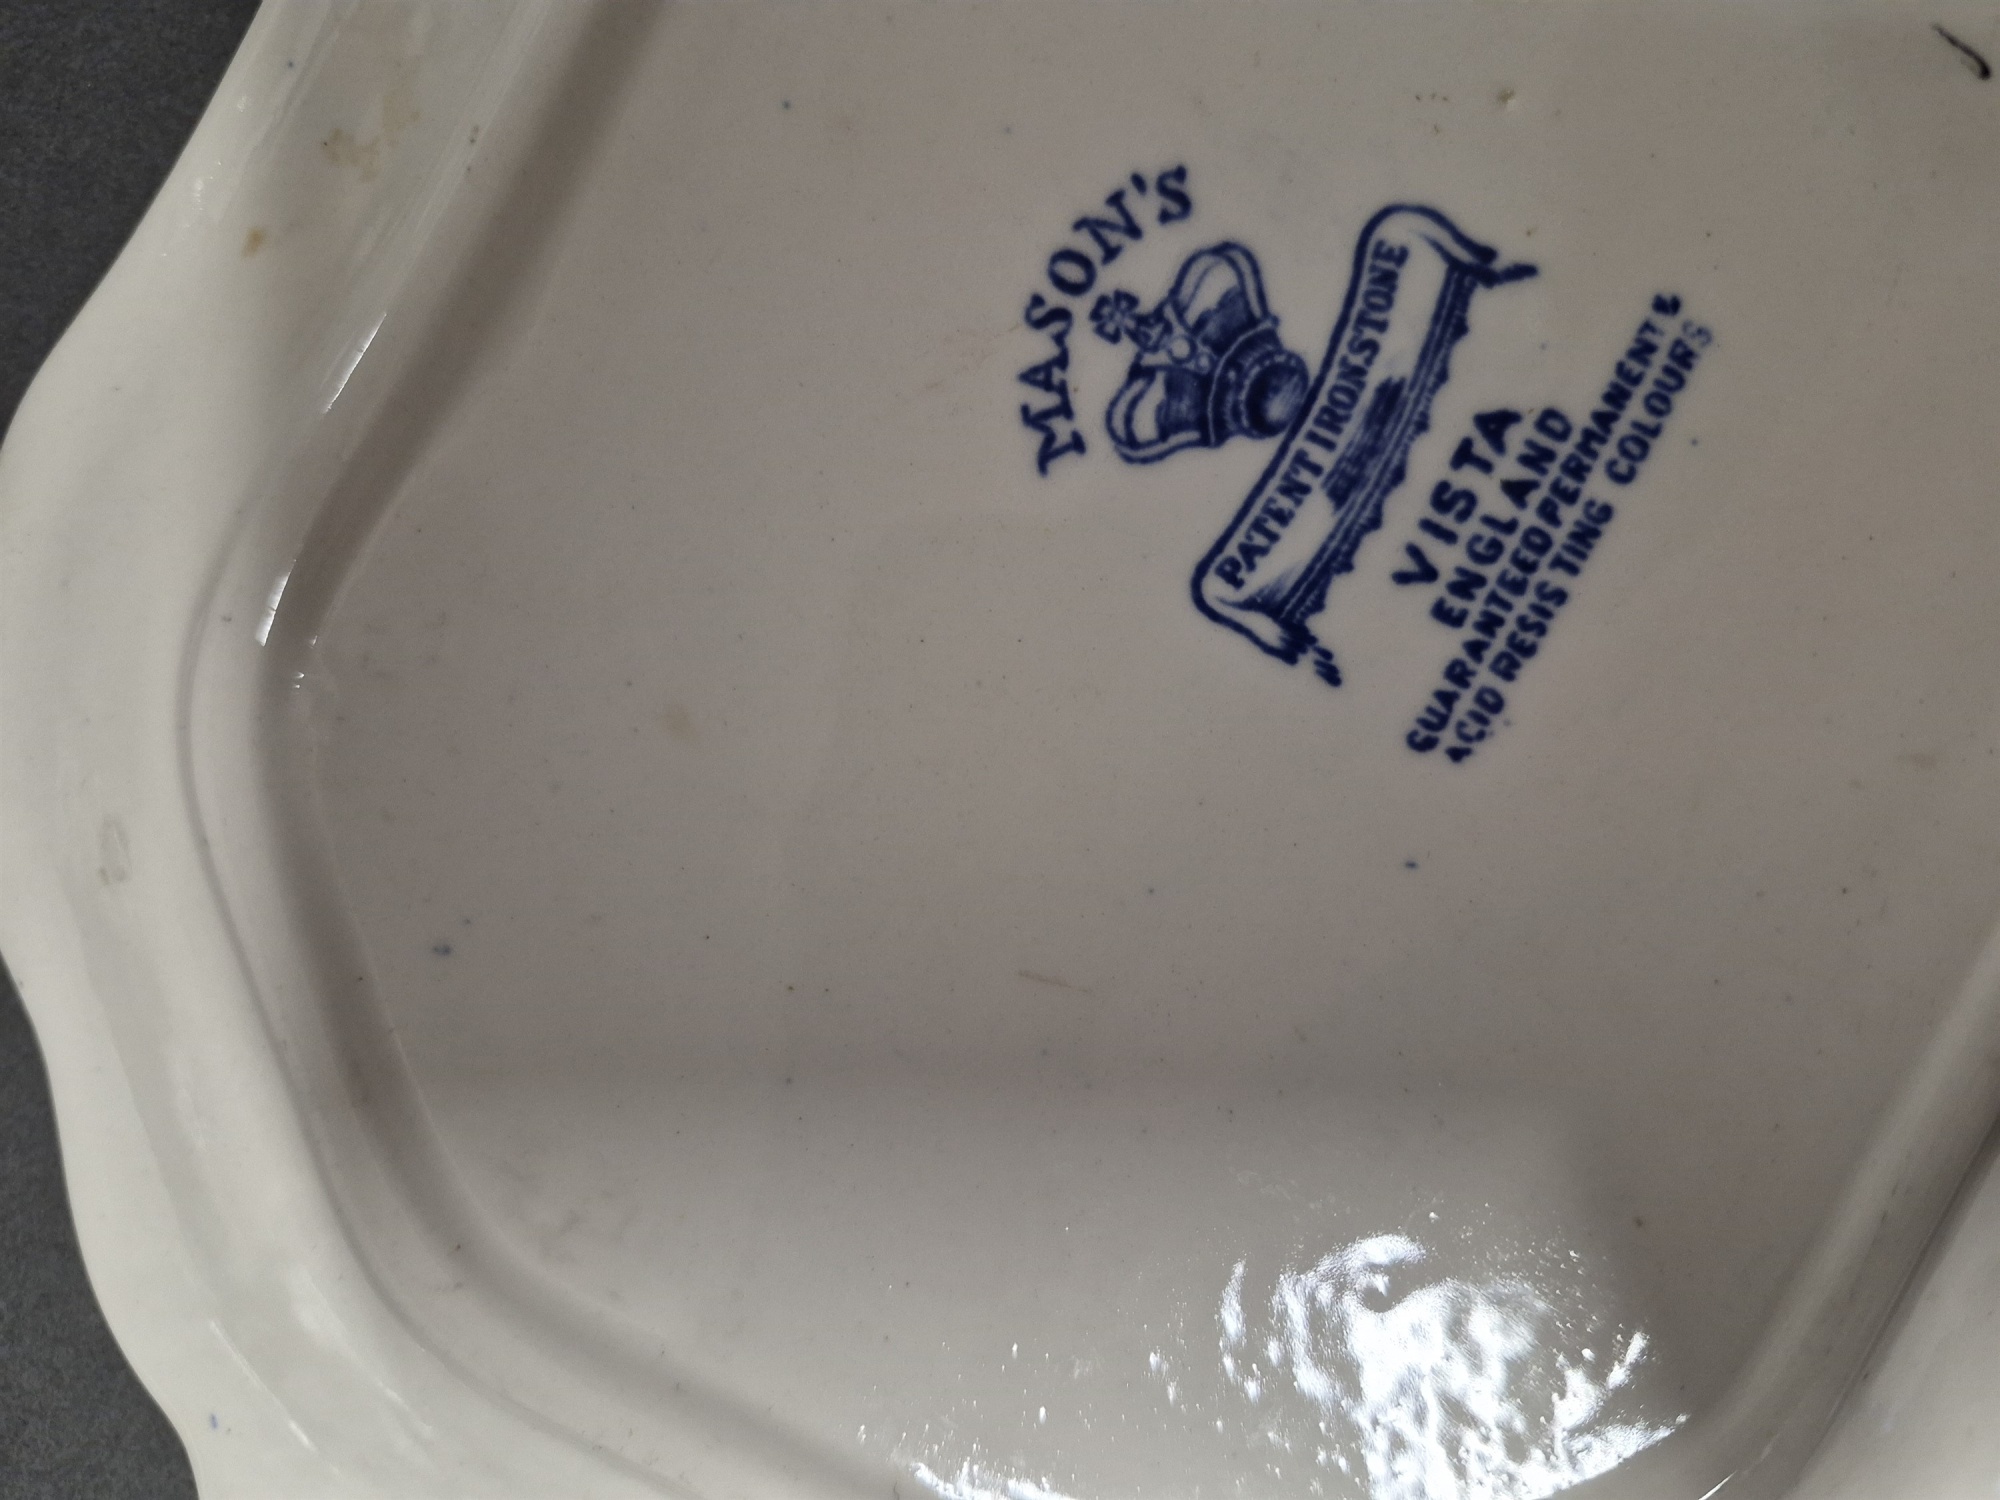 MASON'S
PATENT IRONSTONE
VISTA
ENGLAND
GUARANTEED PERMANENT &
ACID RESISTING COLOURS